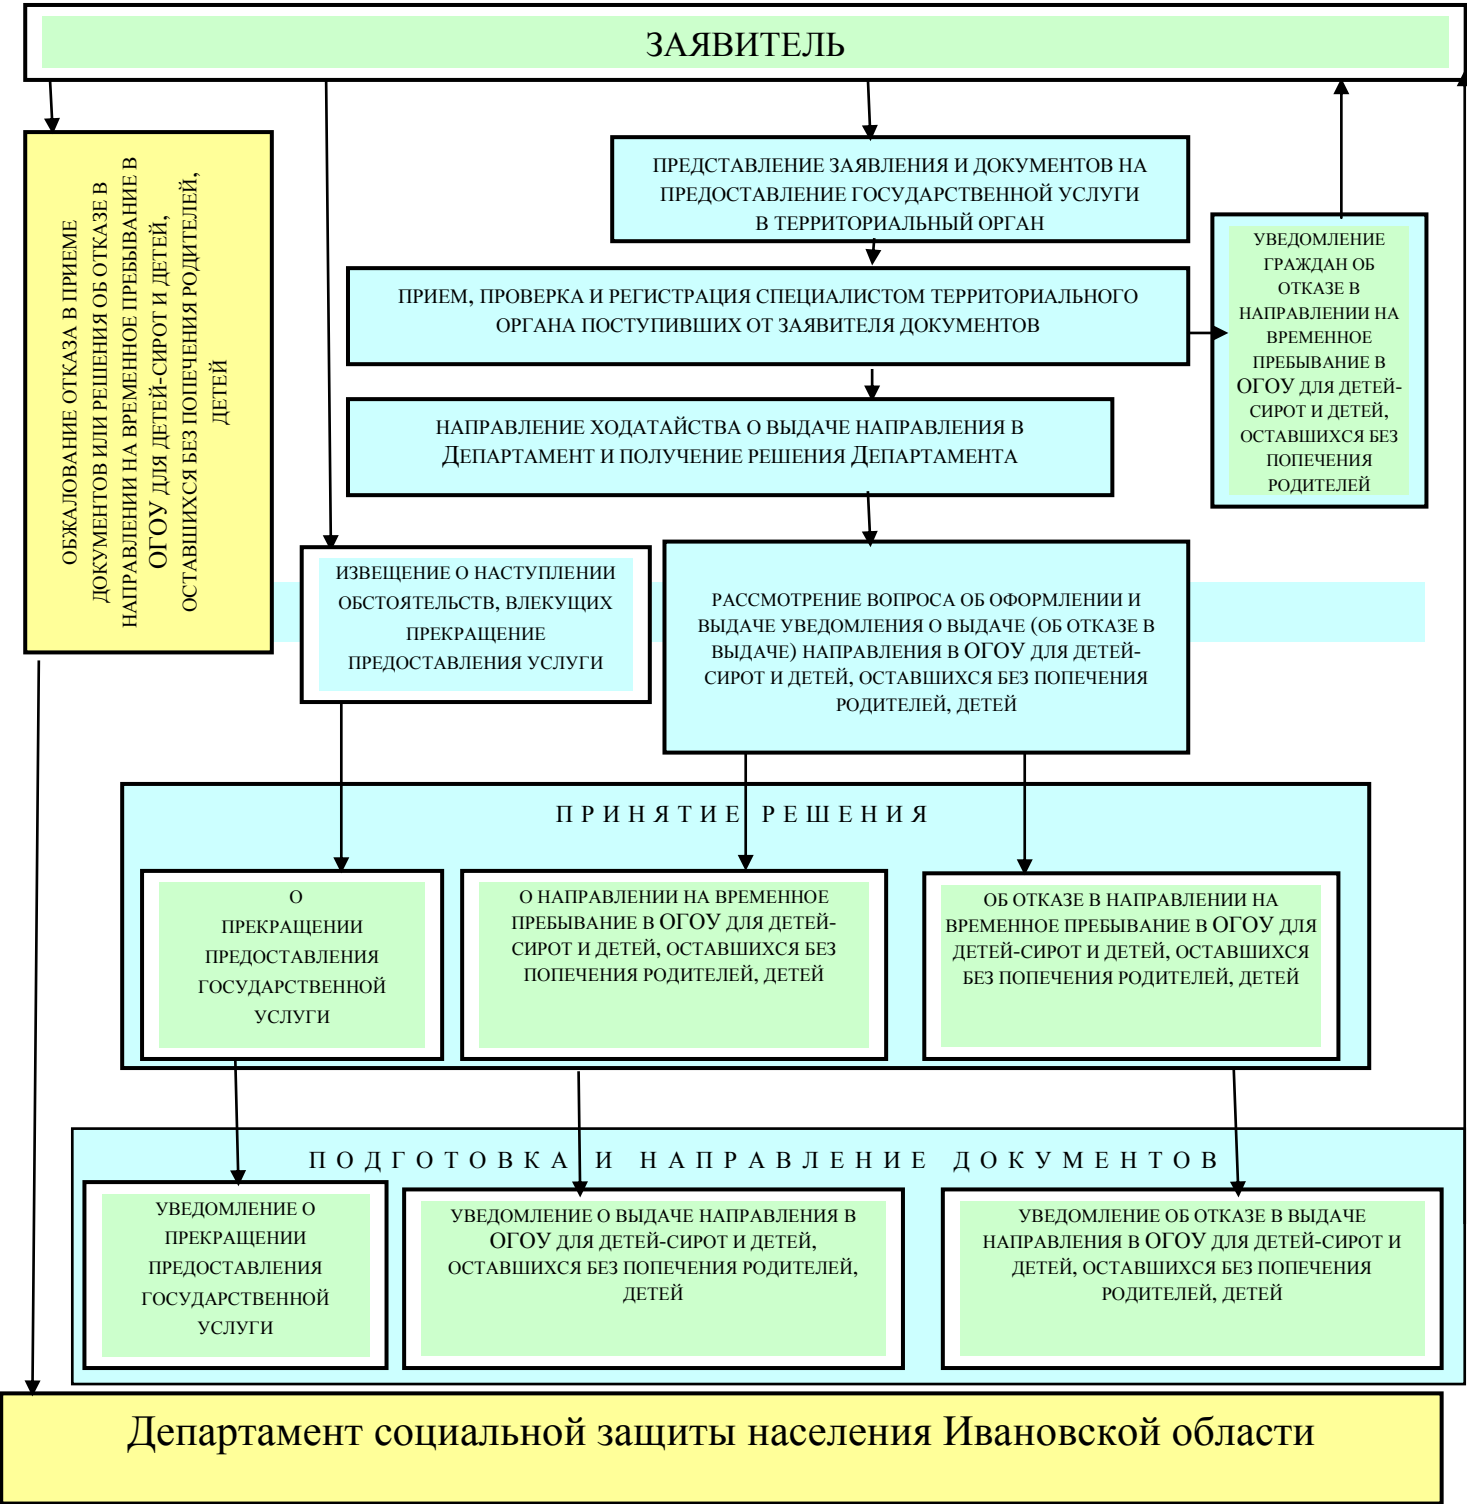 ЗАЯВИТЕЛЬ
ОБЖАЛОВАНИЕ ОТКАЗА В ПРИЕМЕ
ДОКУМЕНТОВ ИЛИ РЕШЕНИЯ ОБ ОТКАЗЕ В
НАПРАВЛЕНИИ НА ВРЕМЕННОЕ ПРЕБЫВАНИЕ В
ОГОУ ДЛЯ ДЕТЕЙ-СИРОТ И ДЕТЕЙ,
ОСТАВШИХСЯ БЕЗ ПОПЕЧЕНИЯ РОДИТЕЛЕЙ,
ДЕТЕЙ
ПРЕДСТАВЛЕНИЕ ЗАЯВЛЕНИЯ И ДОКУМЕНТОВ НА
ПРЕДОСТАВЛЕНИЕ ГОСУДАРСТВЕННОЙ УСЛУГИ
В ТЕРРИТОРИАЛЬНЫЙ ОРГАН
ПРИЕМ, ПРОВЕРКА И РЕГИСТРАЦИЯ СПЕЦИАЛИСТОМ ТЕРРИТОРИАЛЬНОГО
ОРГАНА ПОСТУПИВШИХ ОТ ЗАЯВИТЕЛЯ ДОКУМЕНТОВ
УВЕДОМЛЕНИЕ
ГРАЖДАН ОБ
ОТКАЗЕ В
НАПРАВЛЕНИИ НА
ВРЕМЕННОЕ
ПРЕБЫВАНИЕ В
ОГОУ ДЛЯ ДЕТЕЙ-
СИРОТ И ДЕТЕЙ,
ОСТАВШИХСЯ БЕЗ
ПОПЕЧЕНИЯ
РОДИТЕЛЕЙ
НАПРАВЛЕНИЕ ХОДАТАЙСТВА О ВЫДАЧЕ НАПРАВЛЕНИЯ В
ДЕПАРТАМЕНТ И ПОЛУЧЕНИЕ РЕШЕНИЯ ДЕПАРТАМЕНТА
ИЗВЕЩЕНИЕ О НАСТУПЛЕНИИ
ОБСТОЯТЕЛЬСТВ, ВЛЕКУЩИХ
ПРЕКРАЩЕНИЕ
ПРЕДОСТАВЛЕНИЯ УСЛУГИ
РАССМОТРЕНИЕ ВОПРОСА ОБ ОФОРМЛЕНИИ И
ВЫДАЧЕ УВЕДОМЛЕНИЯ О ВЫДАЧЕ (ОБ ОТКАЗЕ В
ВЫДАЧЕ) НАПРАВЛЕНИЯ В ОГОУ ДЛЯ ДЕТЕЙ-
СИРОТ И ДЕТЕЙ, ОСТАВШИХСЯ БЕЗ ПОПЕЧЕНИЯ
РОДИТЕЛЕЙ, ДЕТЕЙ
ПРИНЯТИЕ РЕШЕНИЯ
О
ПРЕКРАЩЕНИИ
ПРЕДОСТАВЛЕНИЯ
ГОСУДАРСТВЕННОЙ
УСЛУГИ
О НАПРАВЛЕНИИ НА ВРЕМЕННОЕ
ПРЕБЫВАНИЕ В ОГОУ ДЛЯ ДЕТЕЙ-
СИРОТ И ДЕТЕЙ, ОСТАВШИХСЯ БЕЗ
ПОПЕЧЕНИЯ РОДИТЕЛЕЙ, ДЕТЕЙ
ОБ ОТКАЗЕ В НАПРАВЛЕНИИ НА
ВРЕМЕННОЕ ПРЕБЫВАНИЕ В ОГОУ ДЛЯ
ДЕТЕЙ-СИРОТ И ДЕТЕЙ, ОСТАВШИХСЯ
БЕЗ ПОПЕЧЕНИЯ РОДИТЕЛЕЙ, ДЕТЕЙ
ПОДГОТОВКА И НАПРАВЛЕНИЕ ДОКУМЕНТОВ
УВЕДОМЛЕНИЕ О
ПРЕКРАЩЕНИИ
ПРЕДОСТАВЛЕНИЯ
ГОСУДАРСТВЕННОЙ
УСЛУГИ
УВЕДОМЛЕНИЕ О ВЫДАЧЕ НАПРАВЛЕНИЯ В
ОГОУ ДЛЯ ДЕТЕЙ-СИРОТ И ДЕТЕЙ,
ОСТАВШИХСЯ БЕЗ ПОПЕЧЕНИЯ РОДИТЕЛЕЙ,
ДЕТЕЙ
УВЕДОМЛЕНИЕ ОБ ОТКАЗЕ В ВЫДАЧЕ
НАПРАВЛЕНИЯ В ОГОУ ДЛЯ ДЕТЕЙ-СИРОТ И
ДЕТЕЙ, ОСТАВШИХСЯ БЕЗ ПОПЕЧЕНИЯ
РОДИТЕЛЕЙ, ДЕТЕЙ
Департамент социальной защиты населения Ивановской области